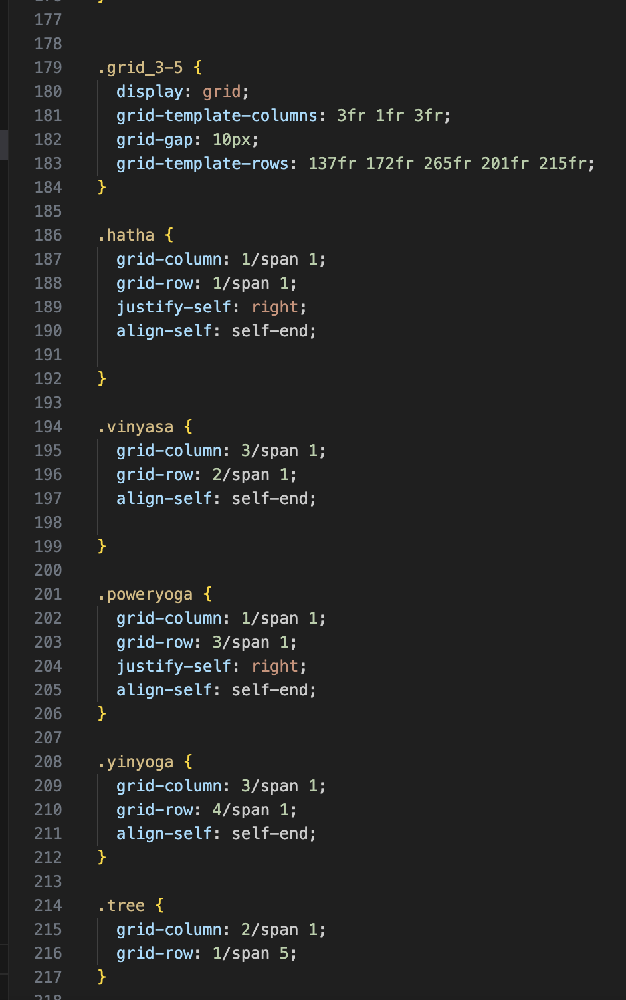 177
178
179 .grid_3-5 {
180 display: grid;
181 grid-template-columns: 3fr 1fr 3fr;
182 grid-gap: 10px;
183 grid-template-rows: 137fr 172fr 265fr 201fr 215fr;
184 }
185
186 .hatha {
187 grid-column: 1/span 1;
188 grid-row: 1/span 1;
189 justify-self: right;
190 align-self: self-end;
191
192 }
193
194 .vinyasa {
195 grid-column: 3/span 1;
196 grid-row: 2/span 1;
197 align-self: self-end;
198
199 }
200
201 .poweryoga {
202 grid-column: 1/span 1;
203 grid-row: 3/span 1;
204 justify-self: right;
205 align-self: self-end;
206 }
207
208 .yinyoga {
209 grid-column: 3/span 1;
210 grid-row: 4/span 1;
211 align-self: self-end;
212 }
213
214 .tree {
215 grid-column: 2/span 1;
216 grid-row: 1/span 5;
217 }